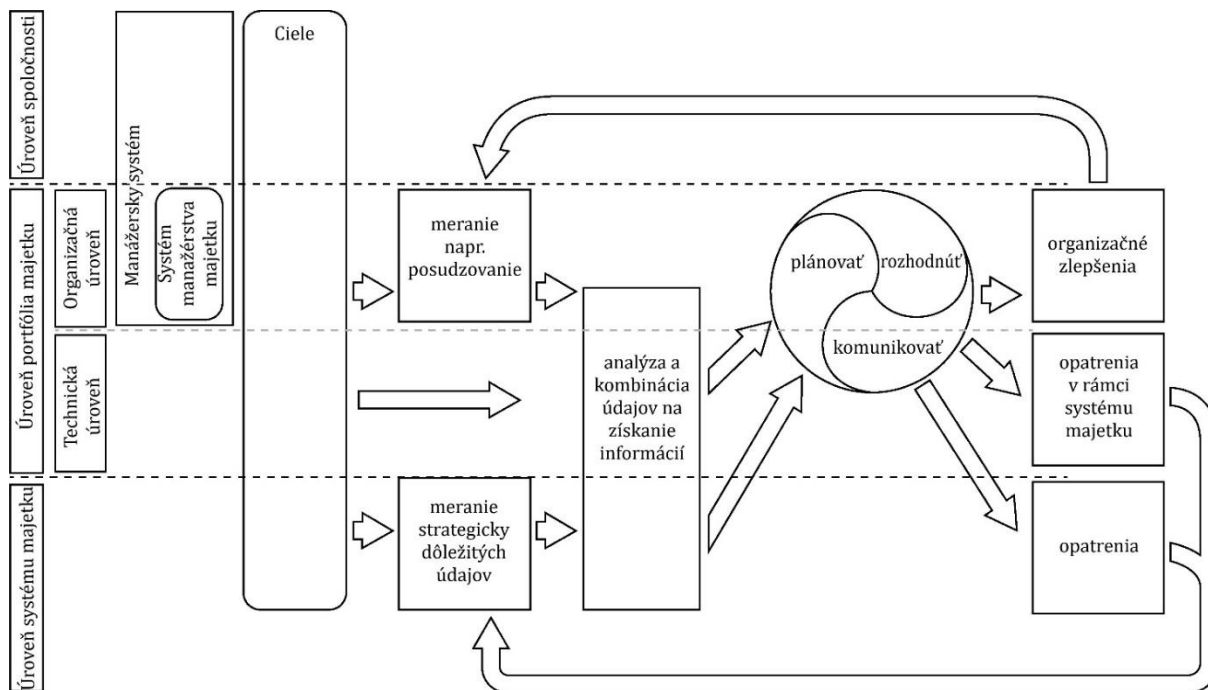 Úroveň spoločnosti
Úroveň portfólia majetku
Úroveň systému majetku
Organizačná
úroveň
Technická
úroveň
Manážersky systém
Systém
manažérstva
majetku
Ciele
meranie
napr.
posudzovanie
meranie
strategicky
dôležitých
údajov
analýza a
kombinácia
údajov na
získanie
informácií
plánovať
rozhodnúť
komunikovať
organizačné
zlepšenia
opatrenia
v rámci
systému
majetku
opatrenia